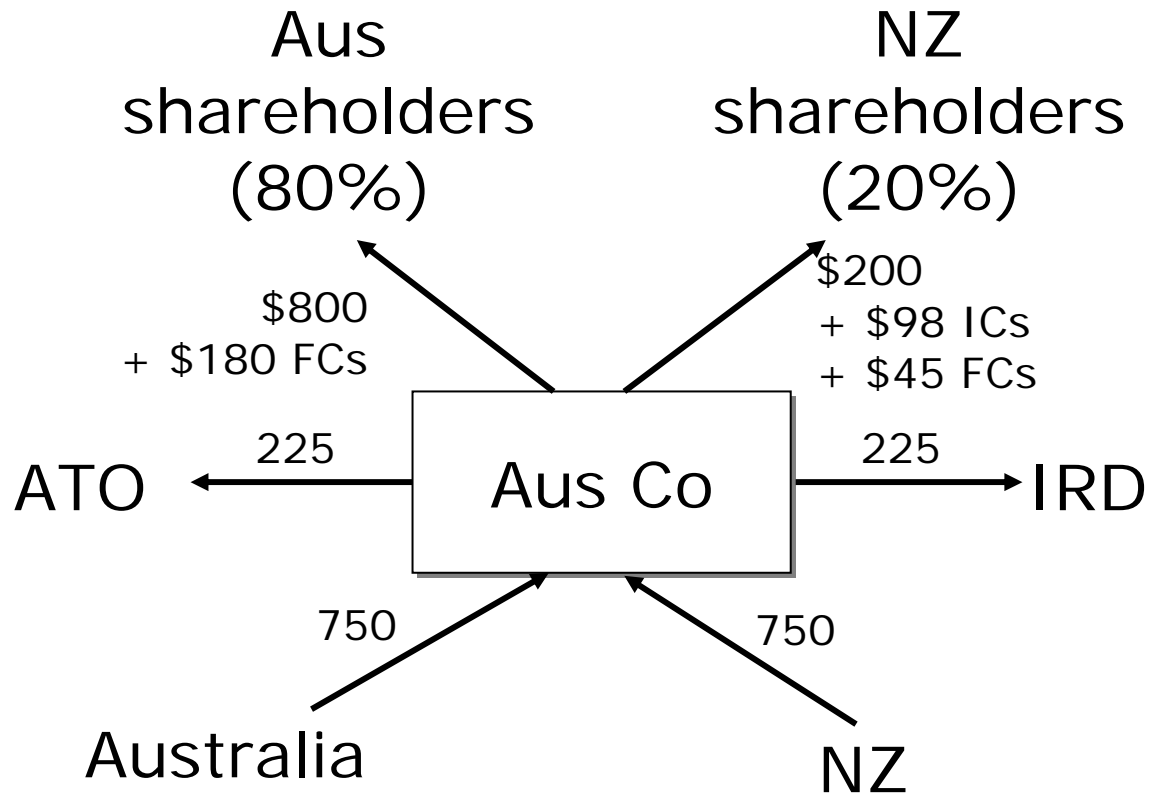 Aus
shareholders
(80%)
NZ
shareholders
(20%)
$800
+ $180 FCs
$200
+ $98 ICs
+ $45 FCs
ATO
225
Aus Co
225
IRD
750
750
Australia
NZ